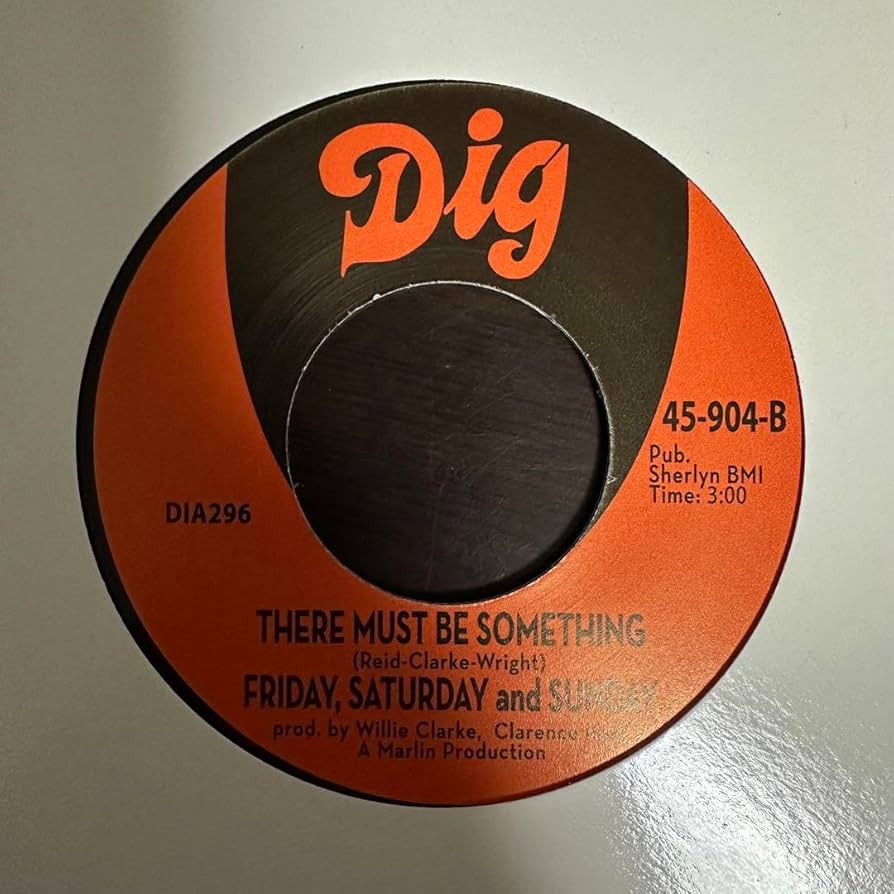 Dig
45-904-B
Pub.
Sherlyn BMI
Time: 3:00
DIA296
THERE MUST BE SOMETHING
(Reid-Clarke-Wright)
FRIDAY, SATURDAY and SUNDAY
prod. by Willie Clarke, Clarence
A Marlin Production